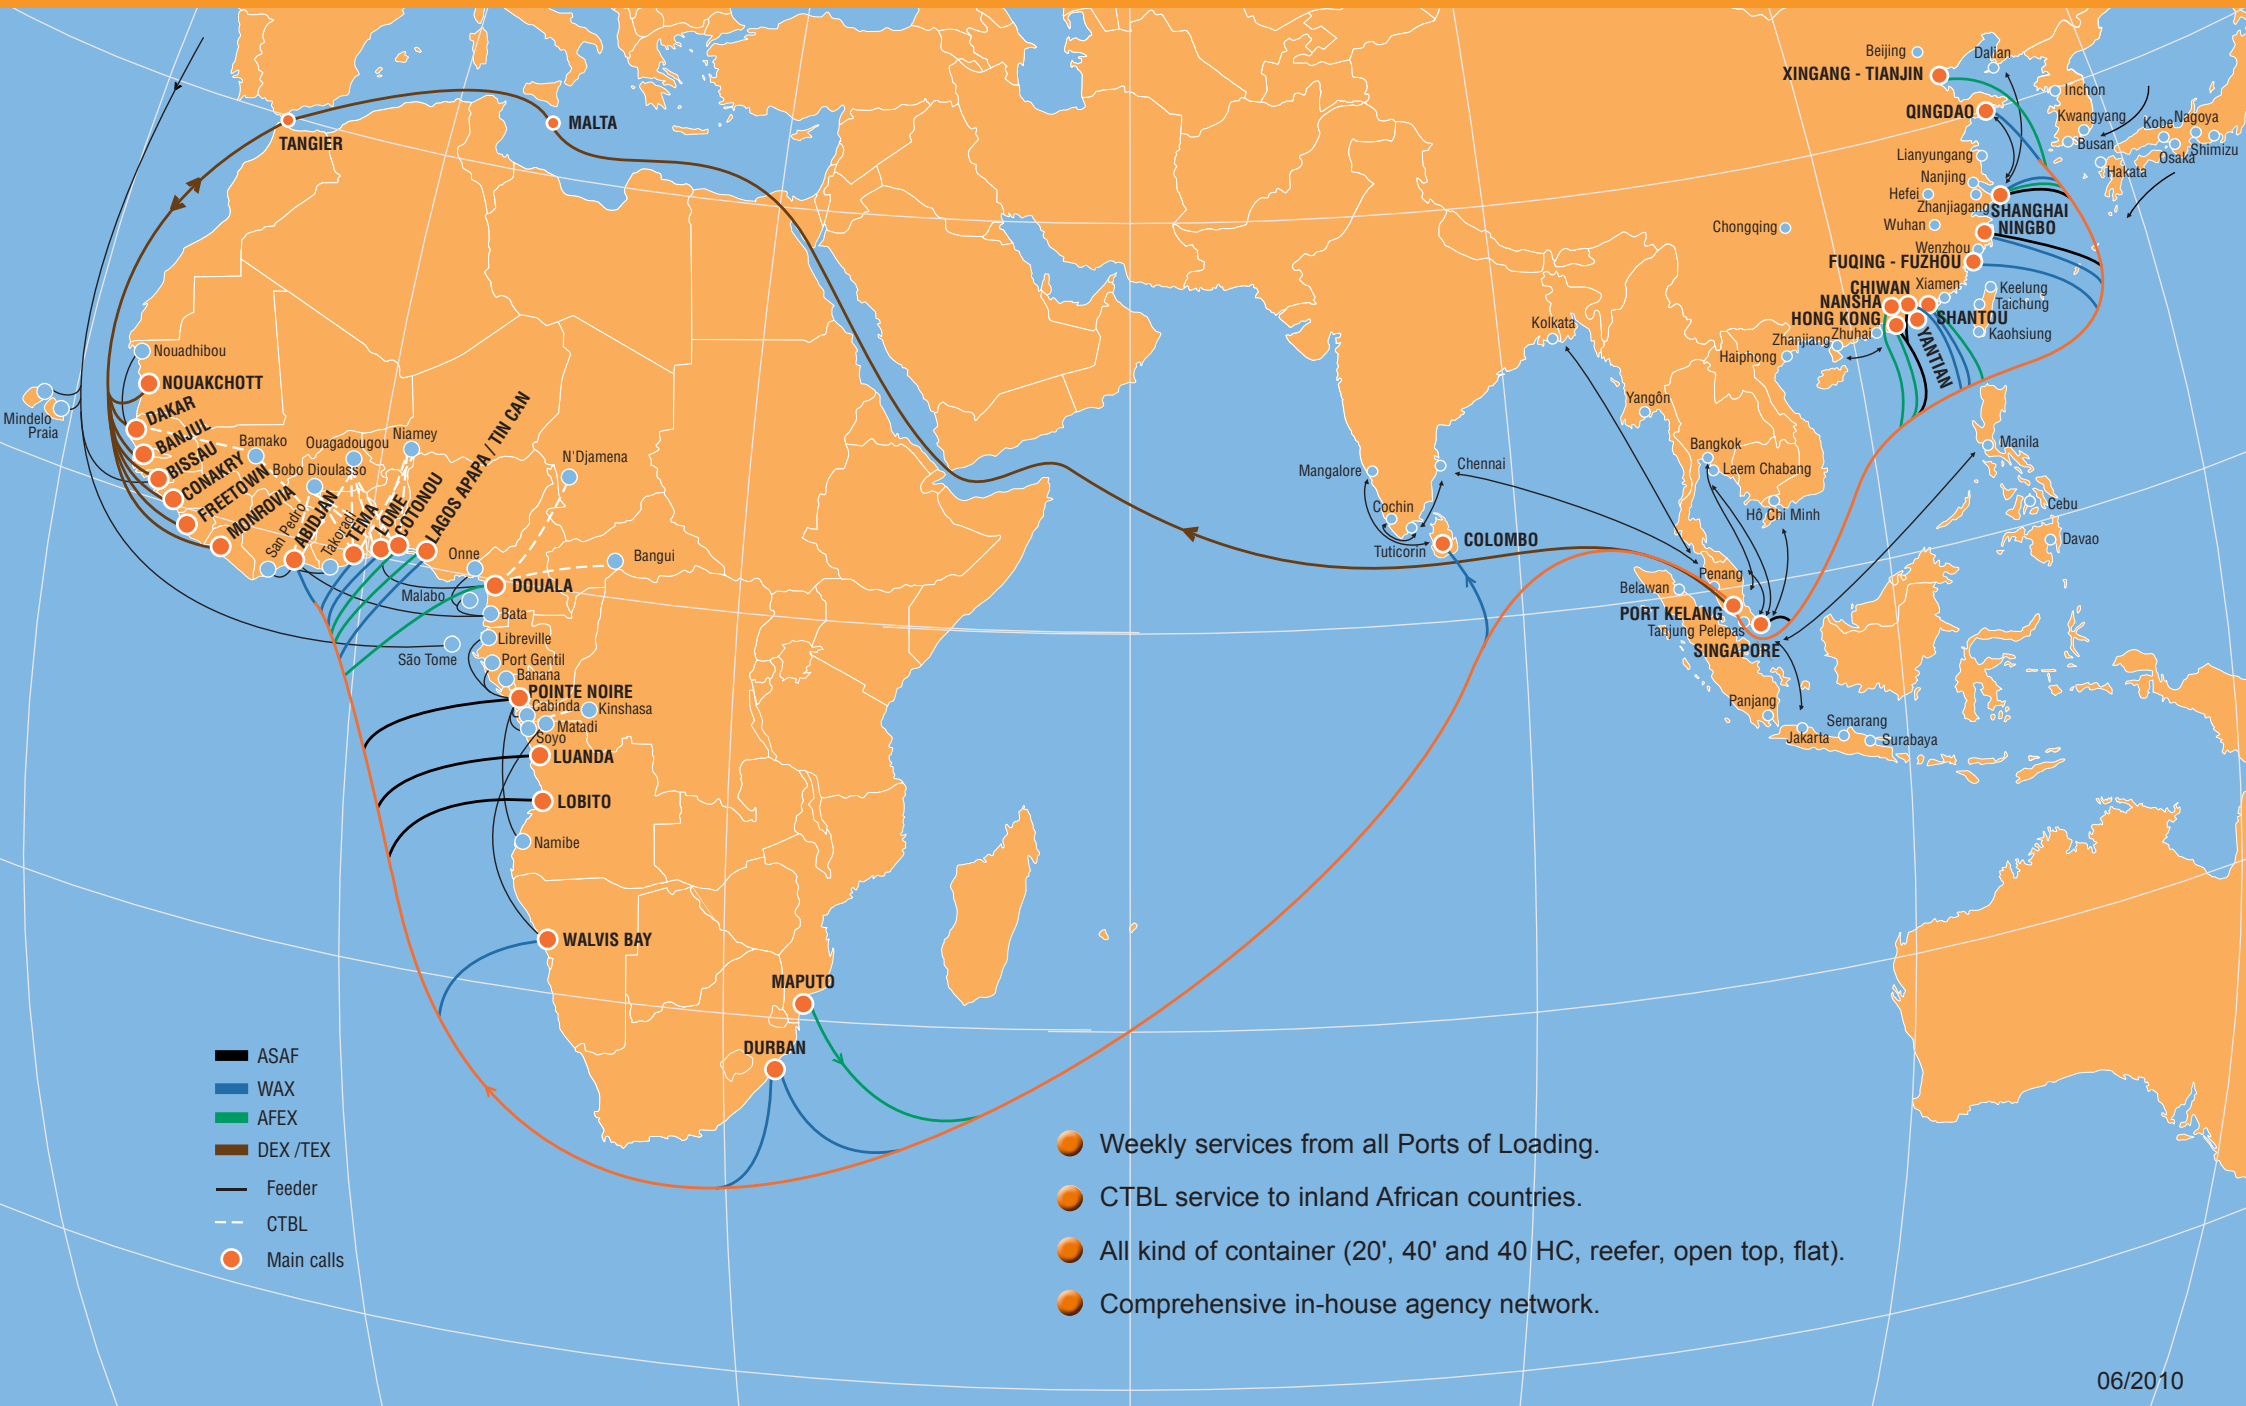 Beijing
Dalian
XINGANG - TIANJIN
Inchon
QINGDAO
Kwangyang
Kobe
Nagoya
MALTA
TANGIER
Busan
Osaka
Shimizu
Lianyungang
Hakata
Nanjing
Hefei
Zhanjiagang
SHANGHAI
Chongqing
Wuhan
NINGBO
Wenzhou
FUQING - FUZHOU
CHIWAN
Xiamen
Keelung
NANSHA
Taichung
HONG KONG
SHANTOU
Kolkata
Zhanjiang
Zhuhai
Kaohsiung
YANTIAN
Haiphong
Nouadhibou
NOUAKCHOTT
Yangôn
Mindelo
Praia
DAKAR
BANJUL
BISSAU
CONAKRY
FREETOWN
MONROVIA
Bamako
Ouagadougou
Niamey
Bobo Dioulasso
San Pedro
ABIDJAN
Takoradi
TEMA
LOME
COTONOU
LAGOS APAPA / TIN CAN
N'Djamena
Bangkok
Manila
Laem Chabang
Mangalore
Chennai
Cochin
Hô Chi Minh
Cebu
Tuticorin
COLOMBO
Davao
Onne
Bangui
DOUALA
Malabo
Bata
Penang
Belawan
PORT KELANG
Tanjung Pelepas
SINGAPORE
Libreville
São Tome
Port Gentil
Banana
POINTE NOIRE
Cabinda
Kinshasa
Matadi
Soyo
Panjang
Semarang
Jakarta
Surabaya
LUANDA
LOBITO
Namibe
WALVIS BAY
MAPUTO
DURBAN
ASAF
WAX
AFEX
DEX /TEX
Feeder
CTBL
Main calls
Weekly services from all Ports of Loading.
CTBL service to inland African countries.
All kind of container (20', 40' and 40 HC, reefer, open top, flat).
Comprehensive in-house agency network.
06/2010